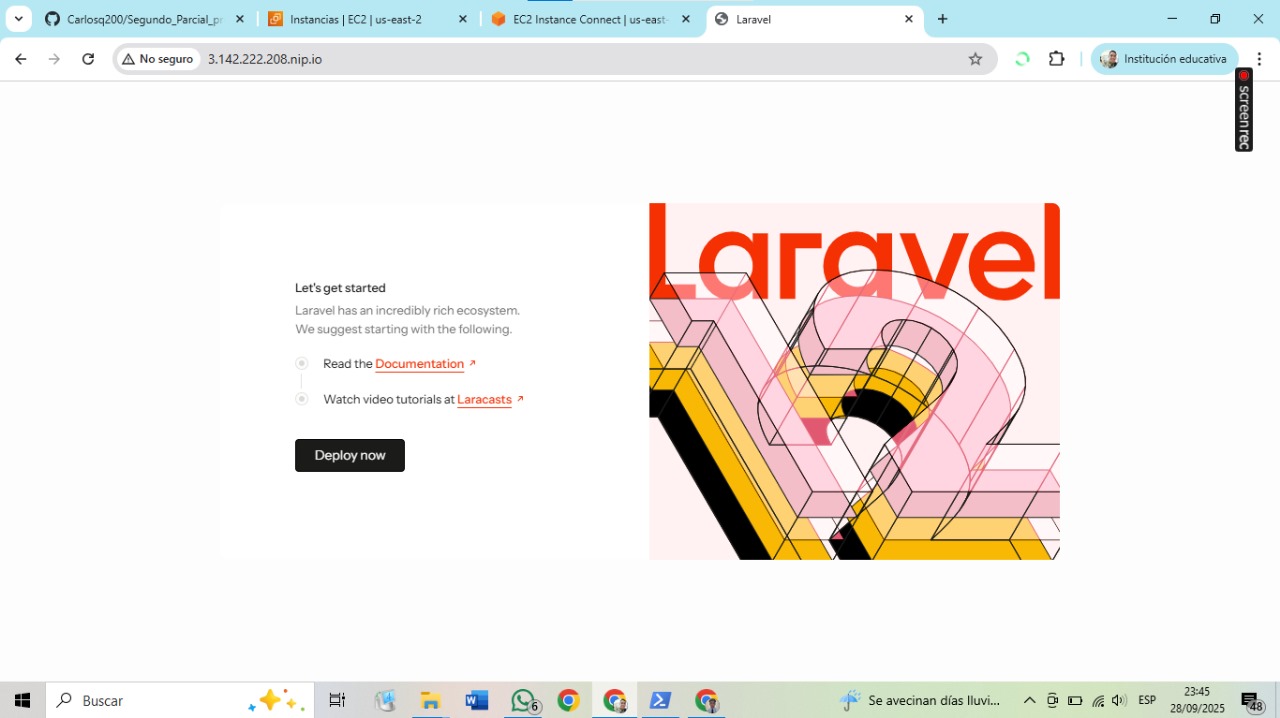 Carlosq200/Segundo_Parcial_pr
Instancias | EC2 | us-east-2
EC2 Instance Connect | us-east-
Laravel
No seguro
3.142.222.208.nip.io
Institución educativa
screenrec
Laravel
Let's get started
Laravel has an incredibly rich ecosystem.
We suggest starting with the following.
Read the Documentation
Watch video tutorials at Laracasts
Deploy now
Buscar
6
Se avecinan días lluvi...
ESP
23:45
28/09/2025
48